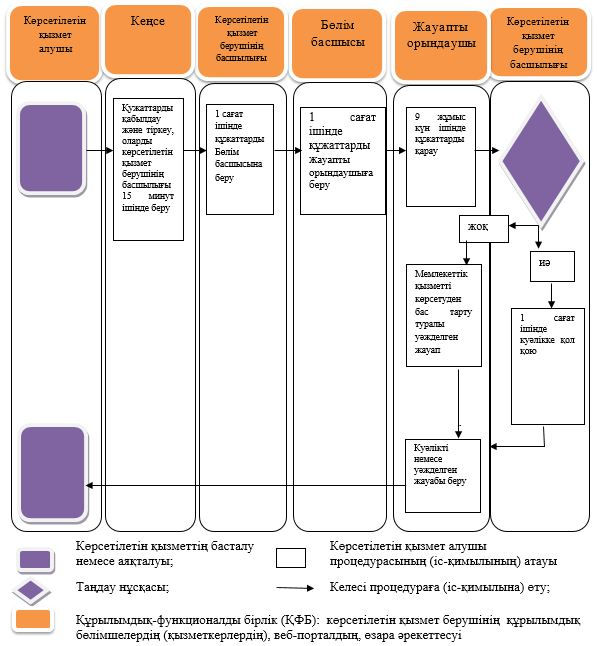 Көрсетілетін
қызмет
алушы
Кеңсе
Көрсетілетін
қызмет
берушінің
басшылығы
Бөлім
басшысы
Жауапты
орындаушы
Көрсетілетін
қызмет
берушінің
басшылығы
Құжаттарды
қабылдау
және тіркеу,
оларды
көрсетілетін
қызмет
берушінің
басшылығы
15 минут
ішінде беру
1 сағат
ішінде
құжаттарды
Бөлім
басшысына
беру
1 сағат
ішінде
құжаттарды
Жауапты
орындаушыға
беру
9 жұмыс
күн ішінде
құжаттарды
қарау
жоқ
иә
Мемлекеттік
қызметті
көрсетуден
бас тарту
туралы
уәжделген
жауап
1 сағат
ішінде
куәлікке қол
қою
Куәлікті
немесе
уәжделген
жауабы беру
Көрсетілетін қызметтің басталу
немесе аяқталуы;
Көрсетілетін қызмет алушы
процедурасының (іс-қимылының) атауы
Таңдау нұсқасы;
Келесі процедураға (іс-қимылына) өту;
Құрылымдық-функционалды бірлік (ҚФБ): көрсетілетін қызмет берушінің құрылымдық
бөлімшелердің (қызметкерлердің), веб-порталдың, өзара әрекеттесуі